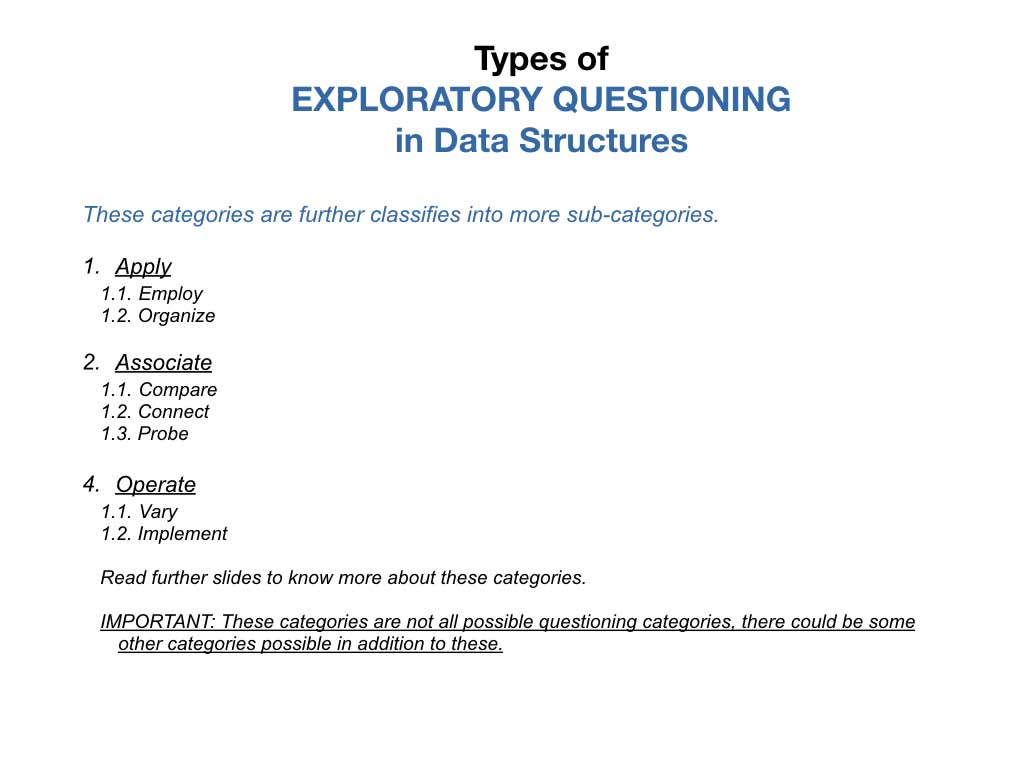 Types of
EXPLORATORY QUESTIONING
in Data Structures
These categories are further classifies into more sub-categories.
1. Apply
1.1. Employ
1.2. Organize
2. Associate
1.1. Compare
1.2. Connect
1.3. Probe
4. Operate
1.1. Vary
1.2. Implement
Read further slides to know more about these categories.
IMPORTANT: These categories are not all possible questioning categories, there could be some
other categories possible in addition to these.